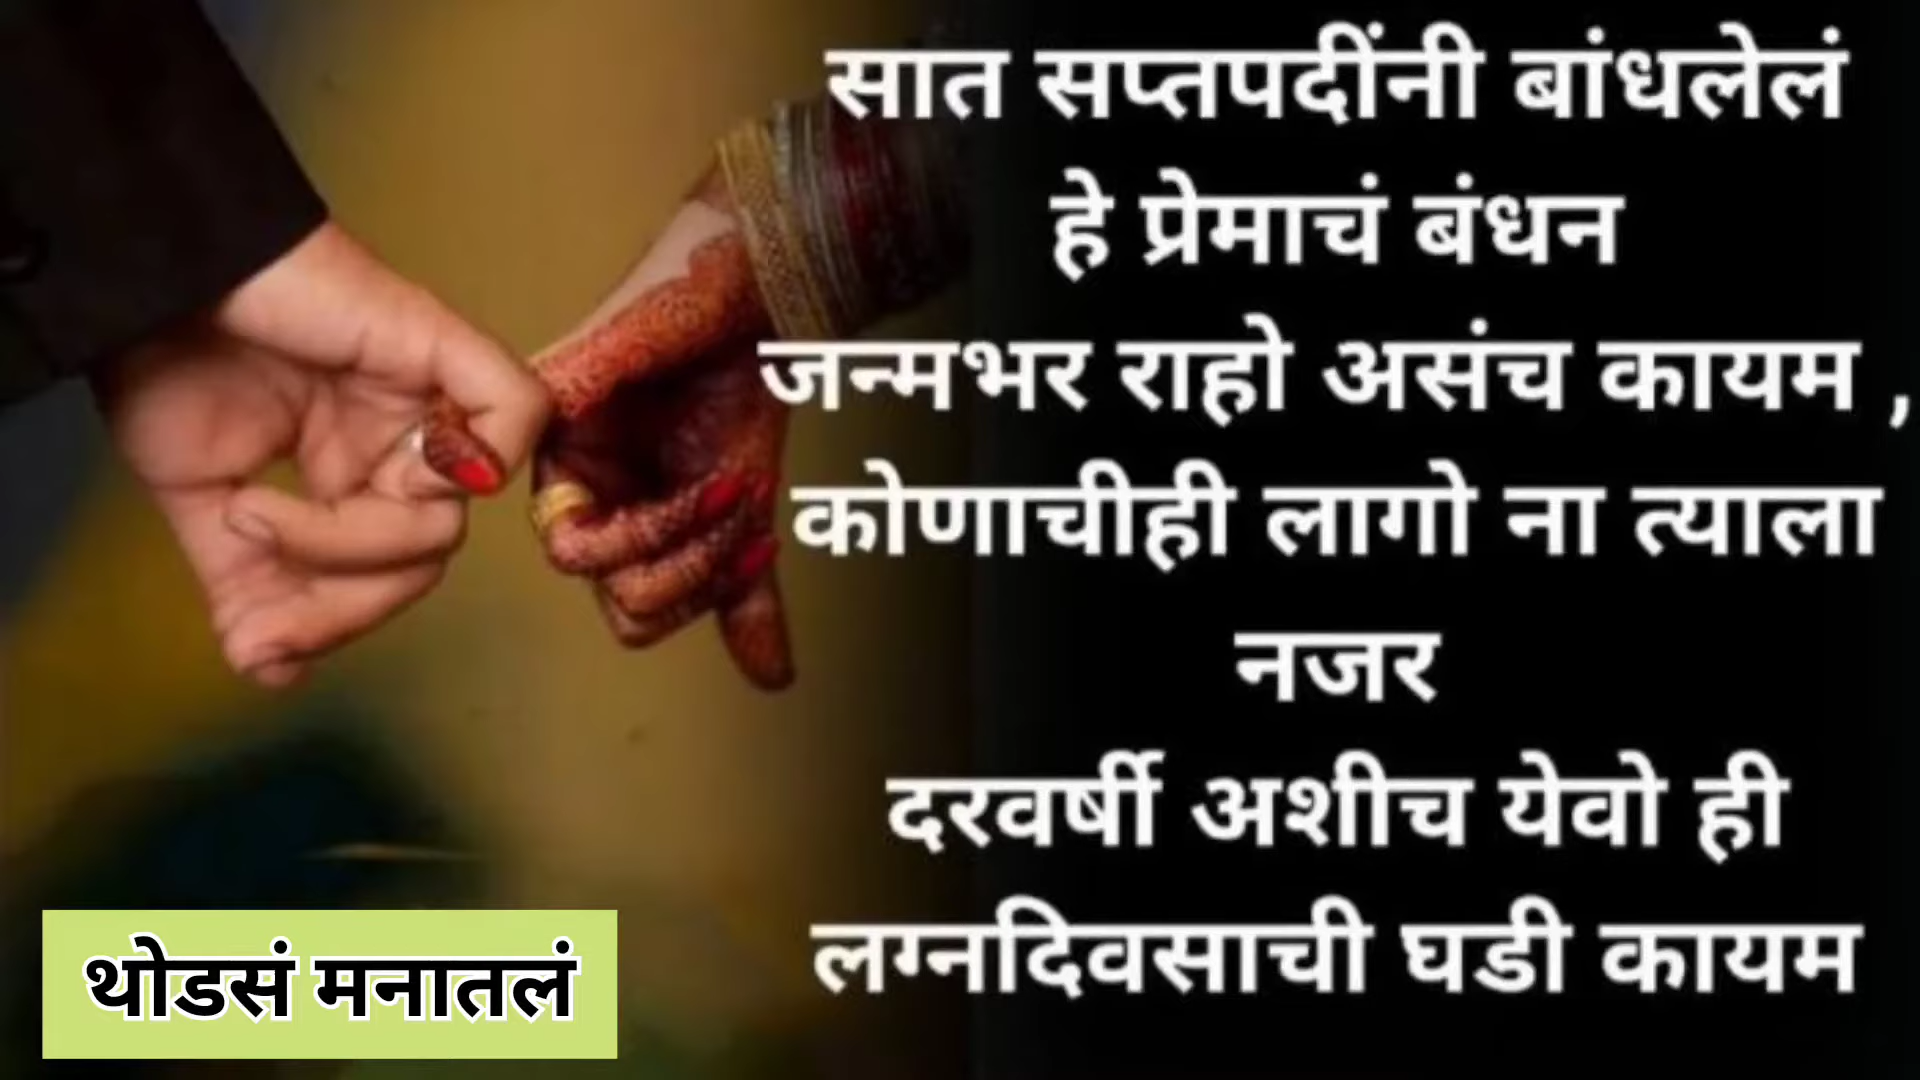 सात सप्तपदींनी बांधलेलं
हे प्रेमाचं बंधन
जन्मभर राहो असंच कायम ,
कोणाचीही लागो ना त्याला
नजर
दरवर्षी अशीच येवो ही
लग्नदिवसाची घडी कायम
थोडसं मनातलं